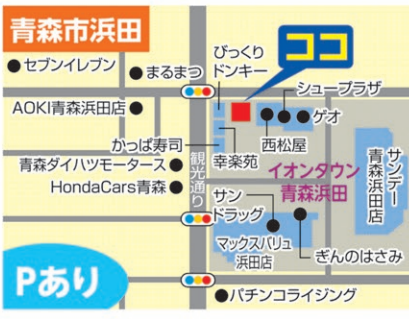 青森市浜田
ココ
びっくり
ドンキー
セブンイレブン
まるまつ
シュープラザ
AOKI青森浜田店
ゲオ
西松屋
かっぱ寿司
幸楽苑
青森ダイハツモータース
HondaCars青森
観光通り
イオンタウン
青森浜田
サンデー
青森浜田店
サン
ドラッグ
マックスバリュ
浜田店
ぎんのはさみ
Pあり
パチンコライジング